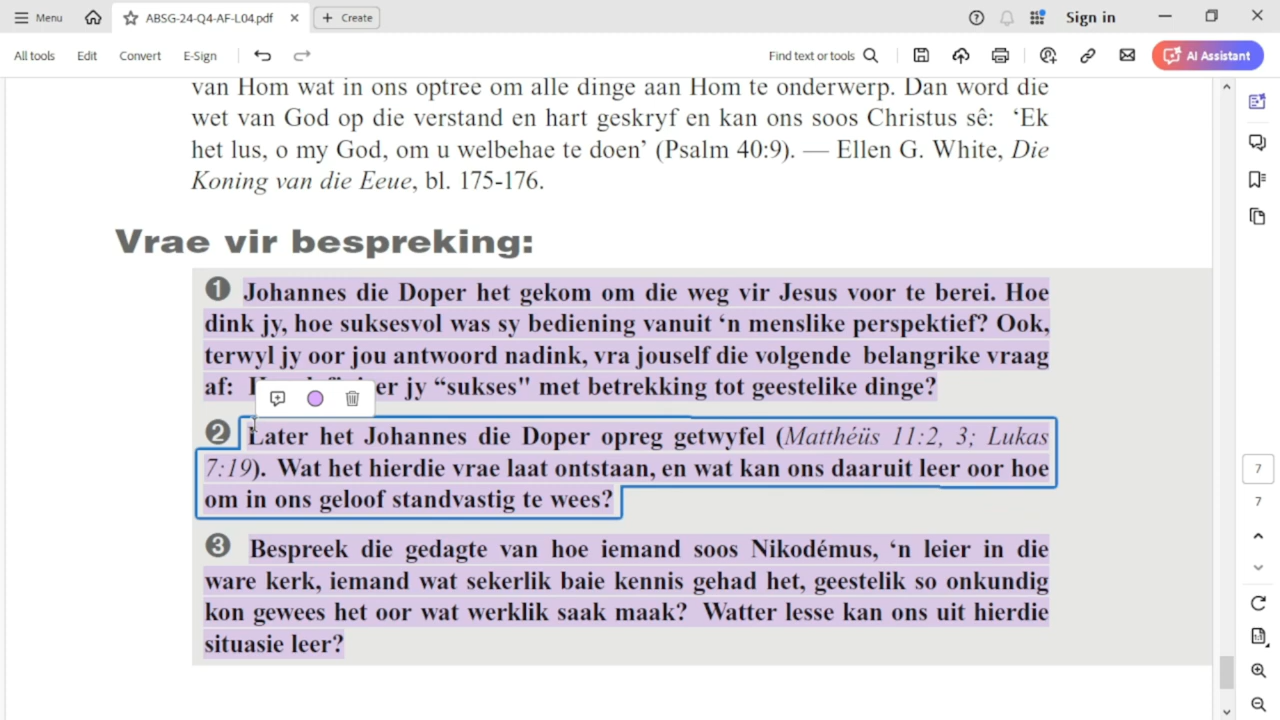 Menu
ABSG-24-Q4-AF-L04.pdf
Create
Sign in
All tools
Edit
Convert
E-Sign
Find text or tools
AI Assistant
van Hom wat in ons optree om alle dinge aan Hom te onderwerp. Dan word die
wet van God op die verstand en hart geskryf en kan ons soos Christus sê: ‘Ek
het lus, o my God, om u welbehae te doen’ (Psalm 40:9). — Ellen G. White, Die
Koning van die Eeue, bl. 175-176.
Vrae vir bespreking:
❶ Johannes die Doper het gekom om die weg vir Jesus voor te berei. Hoe
dink jy, hoe suksesvol was sy bediening vanuit ‘n menslike perspektief? Ook,
terwyl jy oor jou antwoord nadink, vra jouself die volgende belangrike vraag
af: er jy “sukses" met betrekking tot geestelike dinge?
❷ Later het Johannes die Doper opreg getwyfel (Matthéüs 11:2, 3; Lukas
7:19). Wat het hierdie vrae laat ontstaan, en wat kan ons daaruit leer oor hoe
om in ons geloof standvastig te wees?
❸ Bespreek die gedagte van hoe iemand soos Nikodémus, ‘n leier in die
ware kerk, iemand wat sekerlik baie kennis gehad het, geestelik so onkundig
kon gewees het oor wat werklik saak maak? Watter lesse kan ons uit hierdie
situasie leer?
7
7